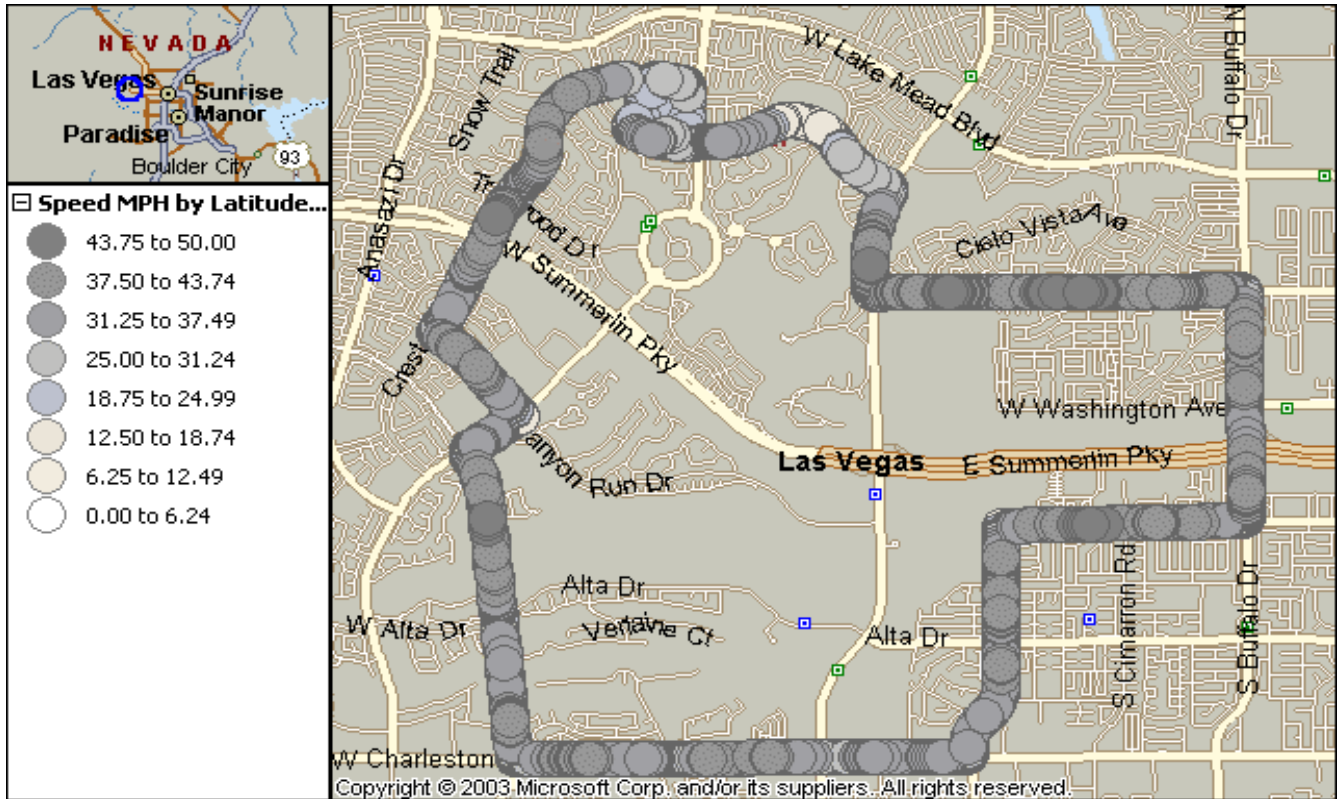 NEVADA
Las Vegas
Sunrise
Manor
Paradise
Boulder City
93
Speed MPH by Latitude...
43.75 to 50.00
37.50 to 43.74
31.25 to 37.49
25.00 to 31.24
18.75 to 24.99
12.50 to 18.74
6.25 to 12.49
0.00 to 6.24
Snow Trail
W Lake Mead Blvd
N Buffalo Dr
Anasazi Dr
Cielo Vista Ave
W Summerlin Pky
Crest
W Washington Ave
Las Vegas
E Summerlin Pky
anyon Run Dr
Alta Dr
W Alta Dr
Verlaine Ct
Alta Dr
S Cimarron Rd
S Buffalo Dr
W Charleston
Copyright © 2003 Microsoft Corp. and/or its suppliers. All rights reserved.